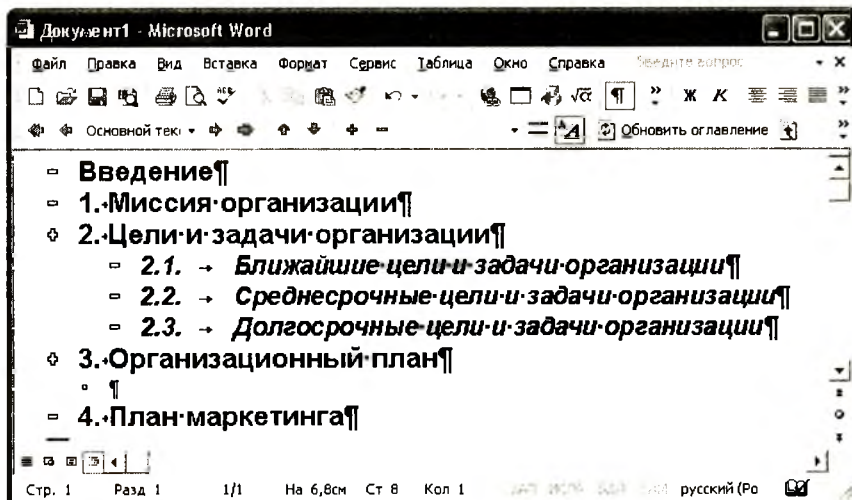 Документ1 - Microsoft Word
Файл Правка Вид Вставка Формат Сервис Таблица Окно Справка Введите вопрос
¶ Ж К
Основной текс Обновить оглавление
Введение¶
1.Миссия·организации¶
2.Цели·и·задачи·организации¶
2.1. → Ближайшие·цели·и·задачи·организации¶
2.2. → Среднесрочные·цели·и·задачи·организации¶
2.3. → Долгосрочные·цели·и·задачи·организации¶
3.Организационный·план¶
¶
4.План·маркетинга¶
Стр. 1 Разд 1 1/1 На 6,8см Ст 8 Кол 1 русский (Ро